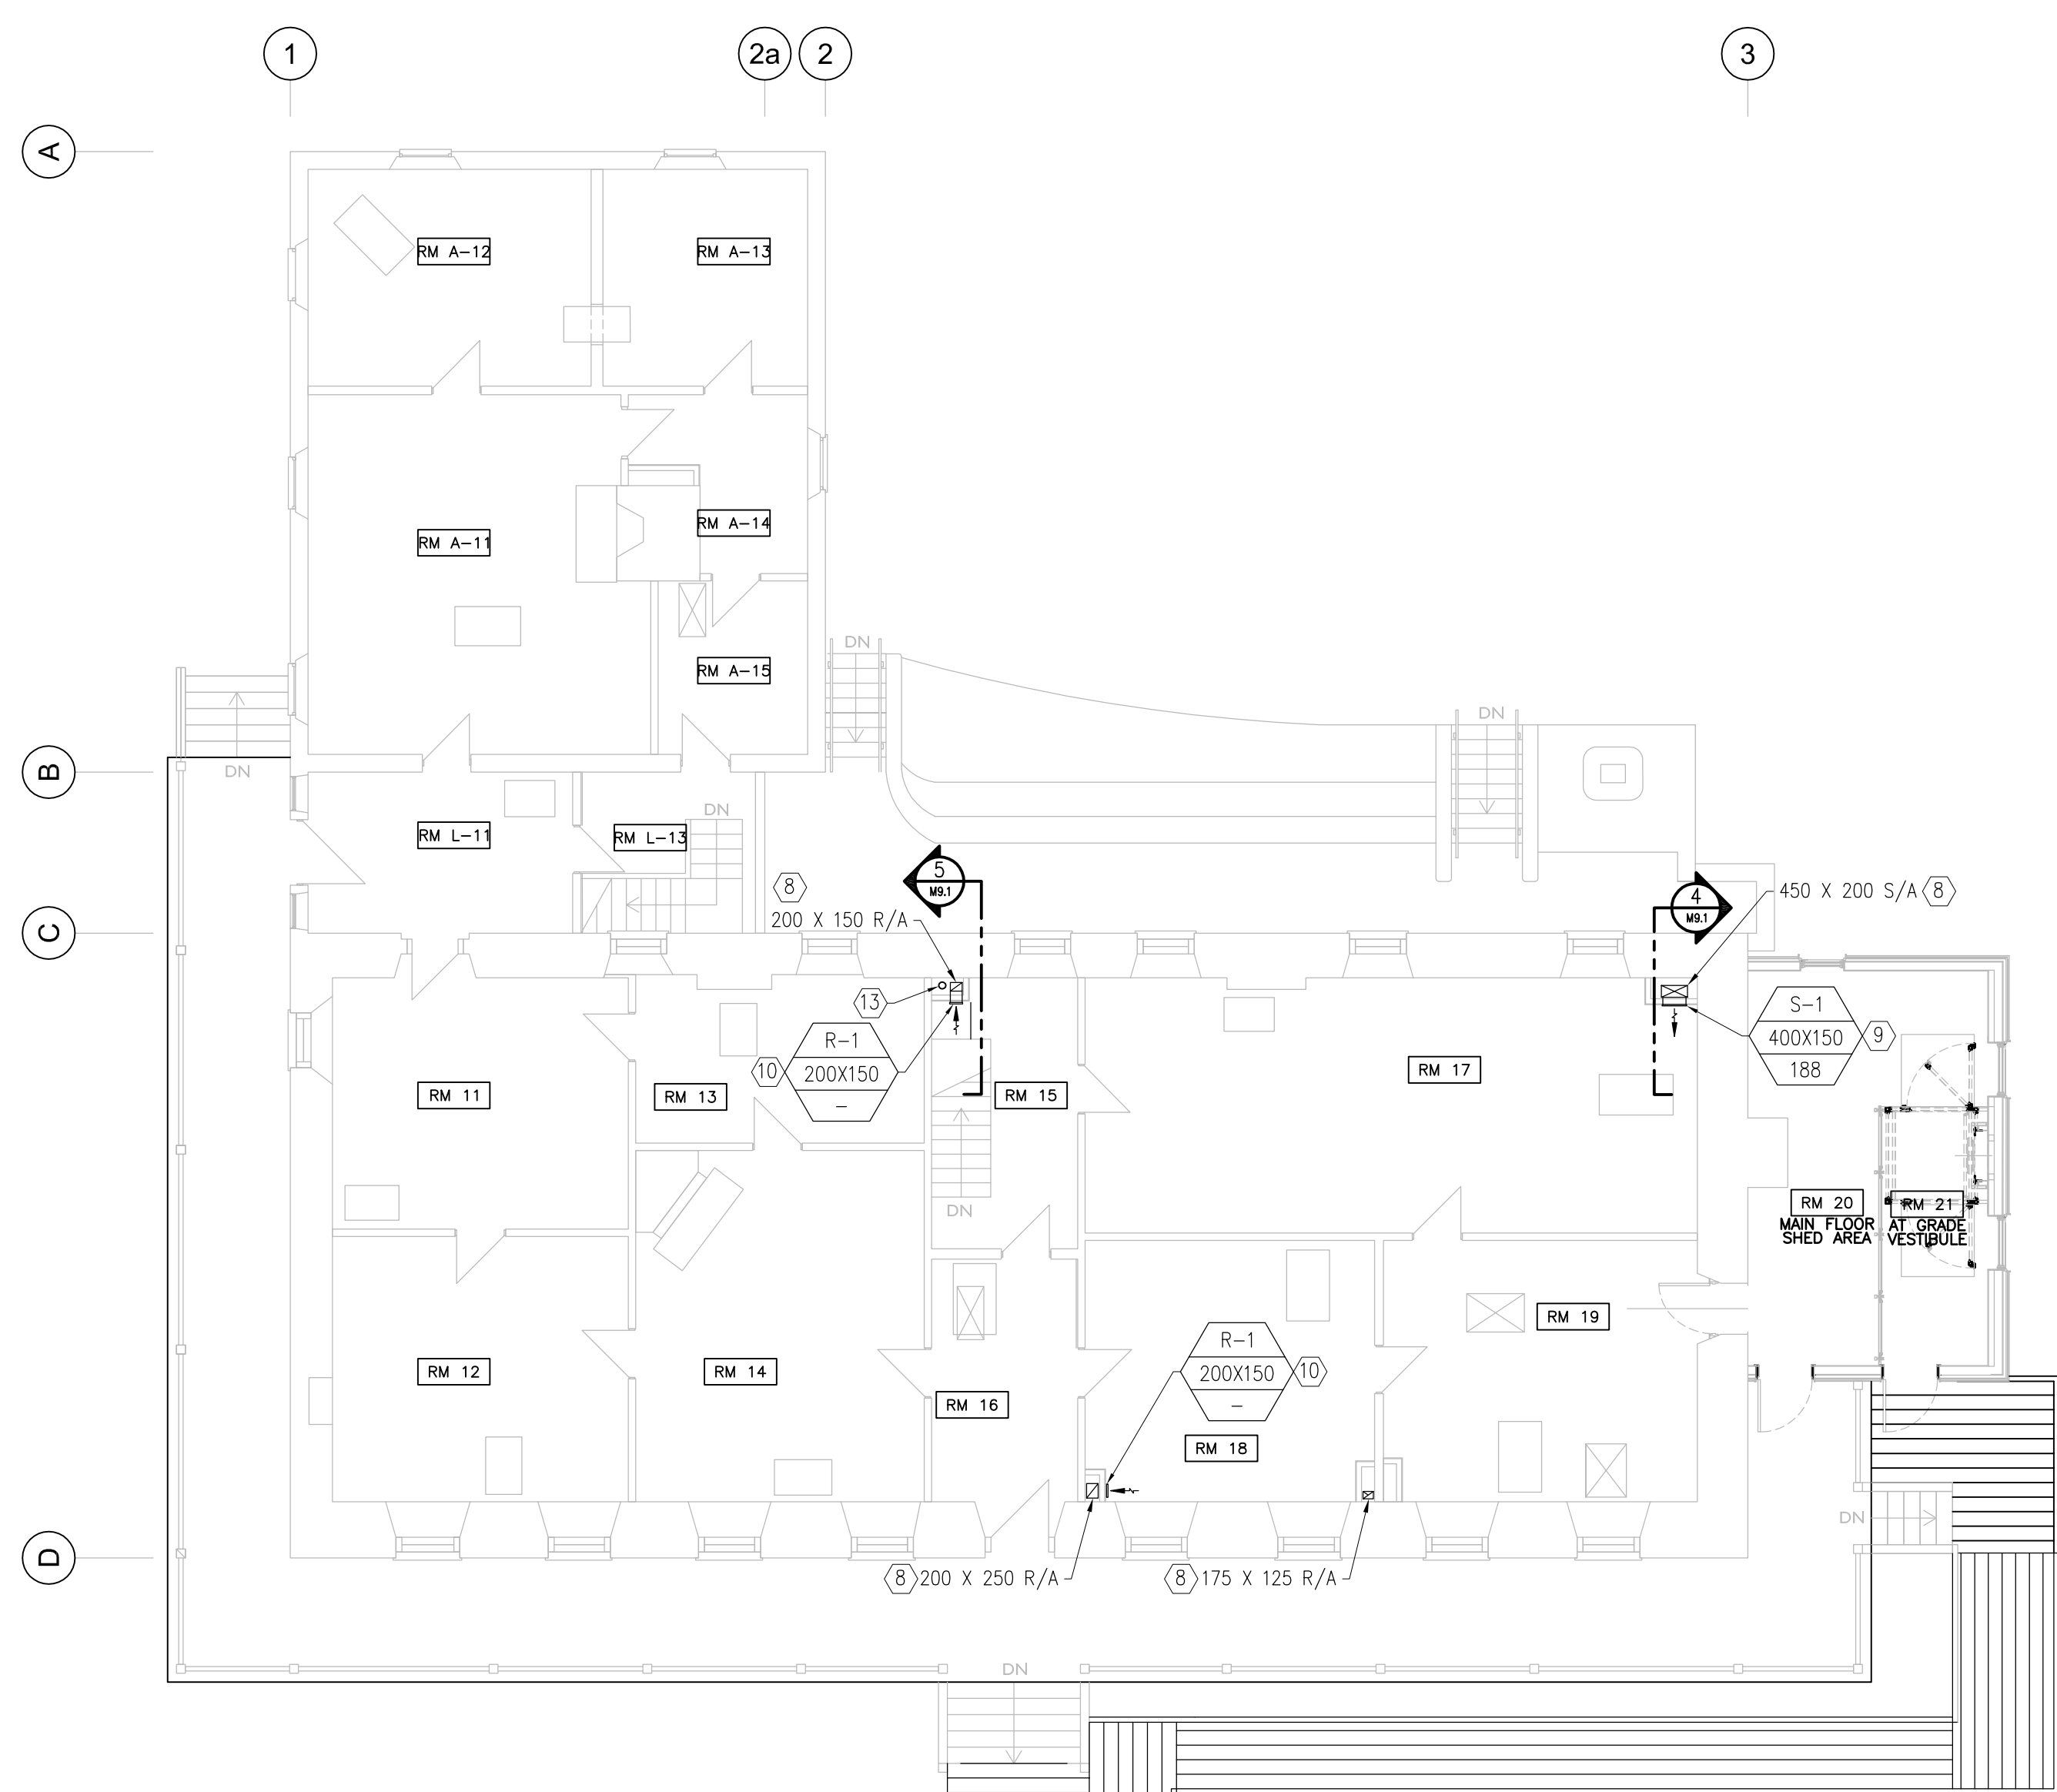 1
2a
2
3
A
RM A-12
RM A-13
RM A-11
RM A-14
RM A-15
DN
DN
B
DN
DN
RM L-11
RM L-13
8
5
M9.1
4
M9.1
450 X 200 S/A 8
200 X 150 R/A
C
13
R-1
10 200X150
-
S-1
400X150 9
188
RM 11
RM 13
RM 15
RM 17
RM 20
MAIN FLOOR
SHED AREA
RM 21
AT GRADE
VESTIBULE
DN
RM 19
R-1
200X150 10
-
RM 12
RM 14
RM 16
RM 18
DN
D
8 200 X 250 R/A
8 175 X 125 R/A
DN